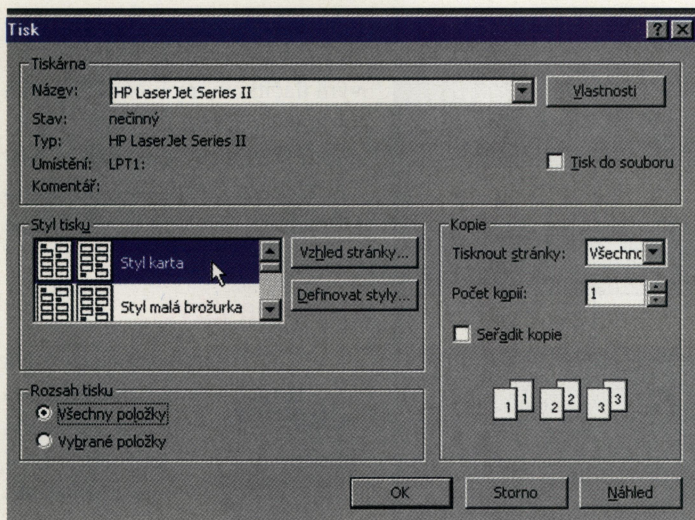 Tisk
Tiskárna
Název: HP LaserJet Series II Vlastnosti
Stav: nečinný
Typ: HP LaserJet Series II
Umístění: LPT1: Tisk do souboru
Komentář:
Styl tisku
Styl karta
Styl malá brožurka
Vzhled stránky...
Definovat styly...
Kopie
Tisknout stránky: Všechno
Počet kopií: 1
Seřadit kopie
1 1 2 2 3 3
Rozsah tisku
Všechny položky
Vybrané položky
OK Storno Náhled